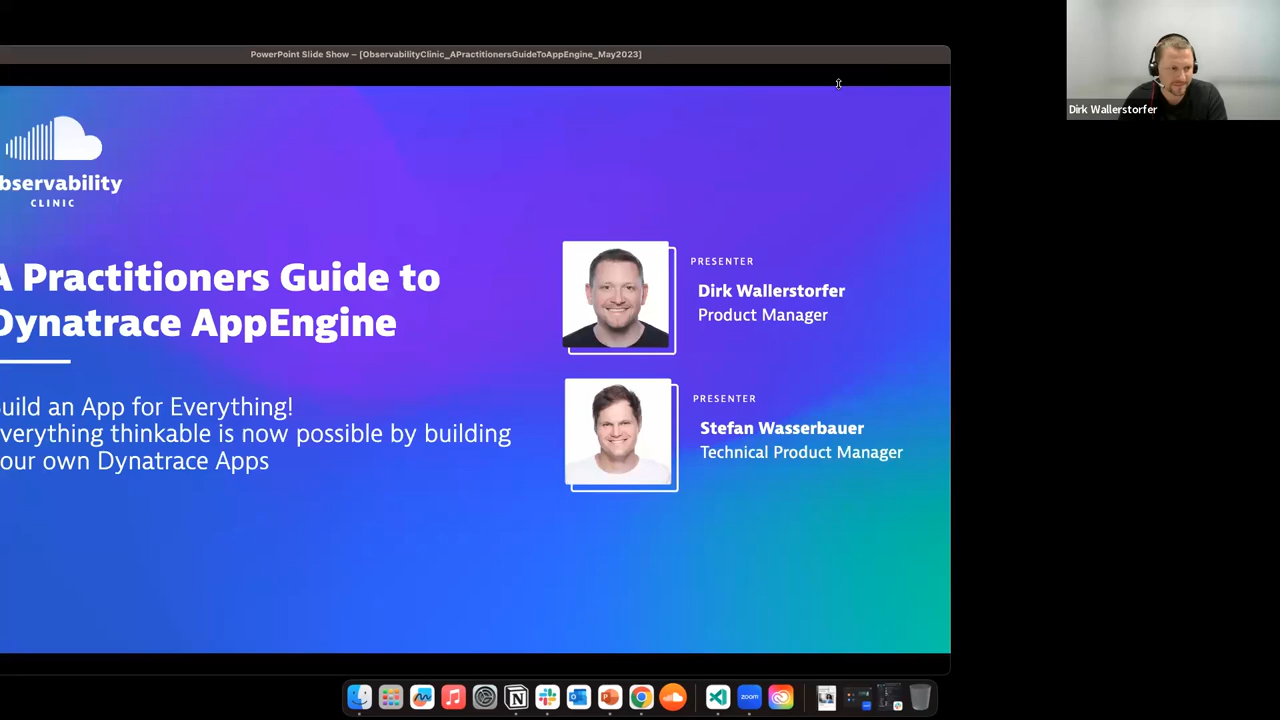 PowerPoint Slide Show – [ObservabilityClinic_APractitionersGuideToAppEngine_May2023]
Dirk Wallerstorfer
bservability
CLINIC
A Practitioners Guide to
Dynatrace AppEngine
uild an App for Everything!
verything thinkable is now possible by building
our own Dynatrace Apps
PRESENTER
Dirk Wallerstorfer
Product Manager
PRESENTER
Stefan Wasserbauer
Technical Product Manager
zoom